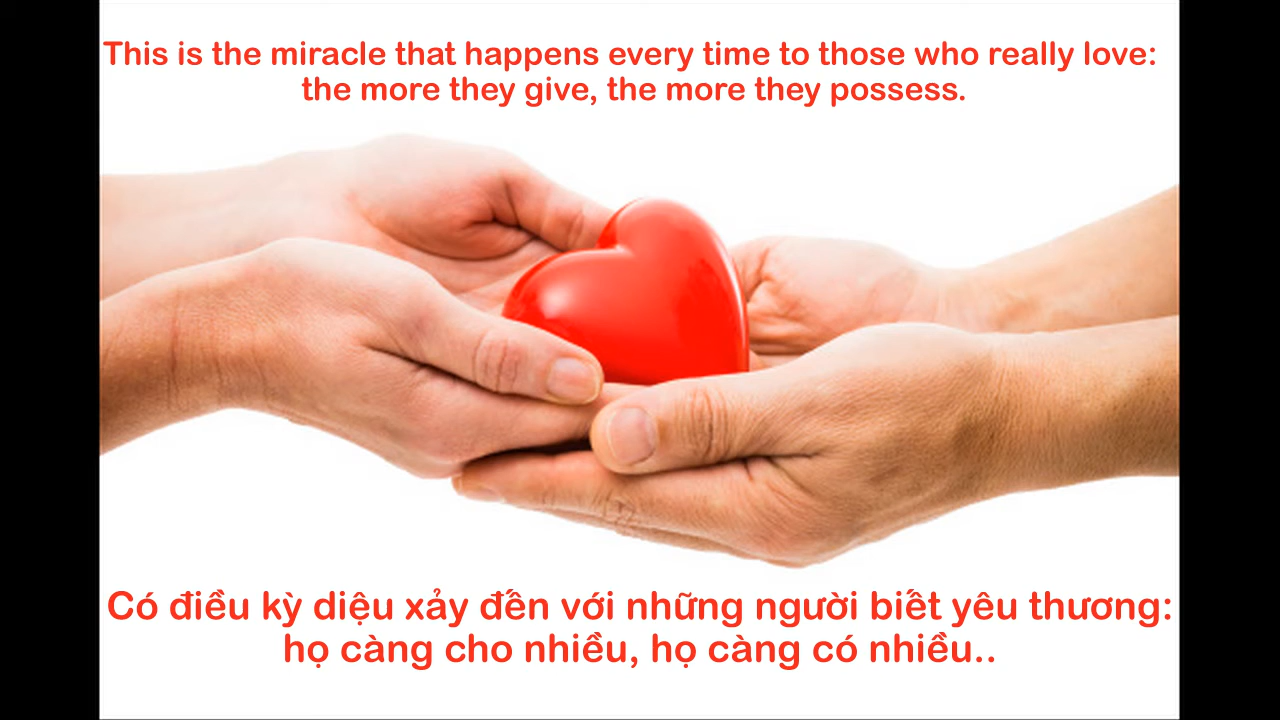 This is the miracle that happens every time to those who really love:
the more they give, the more they possess.
Có điều kỳ diệu xảy đến với những người biết yêu thương:
họ càng cho nhiều, họ càng có nhiều..